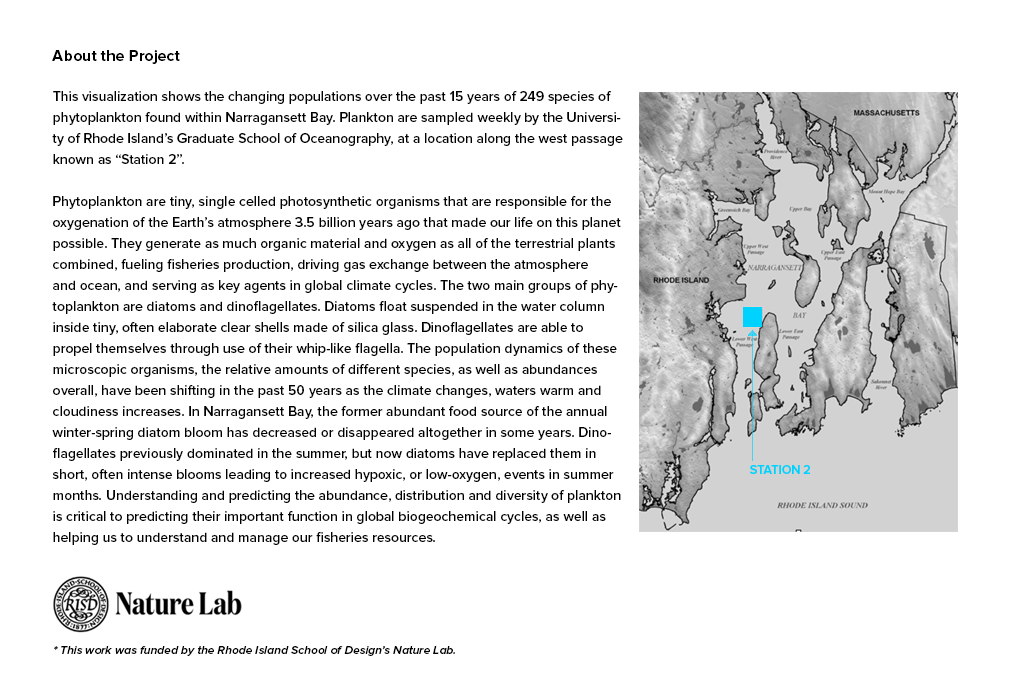 About the Project
This visualization shows the changing populations over the past 15 years of 249 species of
phytoplankton found within Narragansett Bay. Plankton are sampled weekly by the Universi-
ty of Rhode Island's Graduate School of Oceanography, at a location along the west passage
known as “Station 2”.
Phytoplankton are tiny, single celled photosynthetic organisms that are responsible for the
oxygenation of the Earth's atmosphere 3.5 billion years ago that made our life on this planet
possible. They generate as much organic material and oxygen as all of the terrestrial plants
combined, fueling fisheries production, driving gas exchange between the atmosphere
and ocean, and serving as key agents in global climate cycles. The two main groups of phy-
toplankton are diatoms and dinoflagellates. Diatoms float suspended in the water column
inside tiny, often elaborate clear shells made of silica glass. Dinoflagellates are able to
propel themselves through use of their whip-like flagella. The population dynamics of these
microscopic organisms, the relative amounts of different species, as well as abundances
overall, have been shifting in the past 50 years as the climate changes, waters warm and
cloudiness increases. In Narragansett Bay, the former abundant food source of the annual
winter-spring diatom bloom has decreased or disappeared altogether in some years. Dino-
flagellates previously dominated in the summer, but now diatoms have replaced them in
short, often intense blooms leading to increased hypoxic, or low-oxygen, events in summer
months. Understanding and predicting the abundance, distribution and diversity of plankton
is critical to predicting their important function in global biogeochemical cycles, as well as
helping us to understand and manage our fisheries resources.
MASSACHUSETTS
Providence
River
Mount Hope Bay
Greenwich Bay
Upper Bay
Upper West
Passage
Upper East
Passage
NARRAGANSETT
RHODE ISLAND
BAY
Lower West
Passage
Lower East
Passage
Sakonnet
River
STATION 2
RHODE ISLAND SOUND
RHODE·ISLAND·SCHOOL·OF·DESIGN
RISD
·1877·
Nature Lab
* This work was funded by the Rhode Island School of Design's Nature Lab.